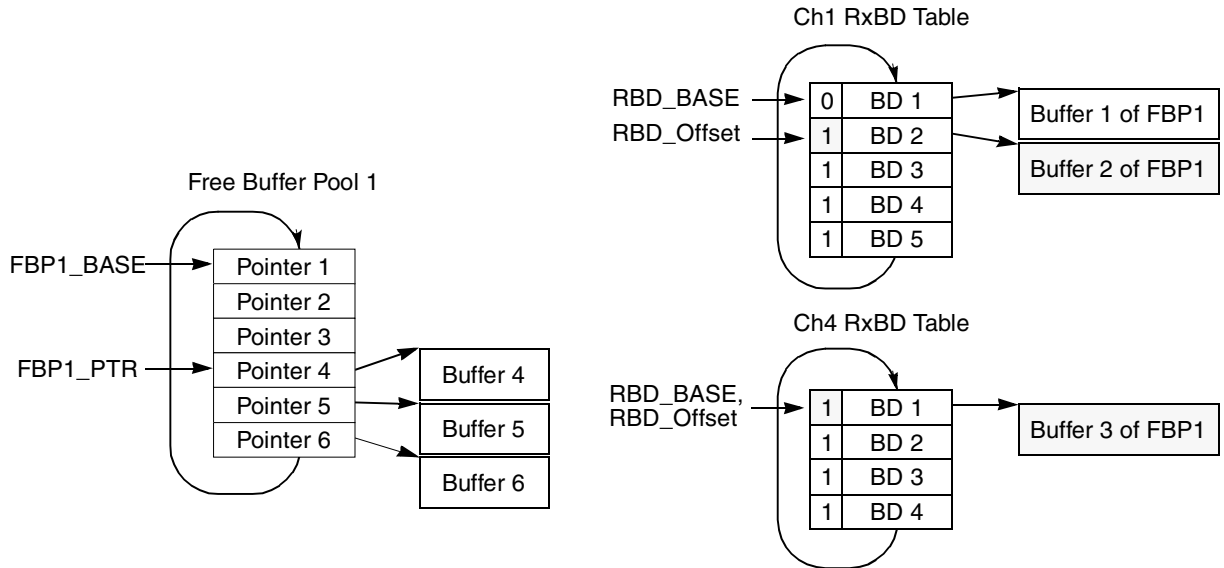 Free Buffer Pool 1
FBP1_BASE
FBP1_PTR
Pointer 1
Pointer 2
Pointer 3
Pointer 4
Pointer 5
Pointer 6
Buffer 4
Buffer 5
Buffer 6
Ch1 RxBD Table
RBD_BASE
RBD_Offset
0 BD 1
1 BD 2
1 BD 3
1 BD 4
1 BD 5
Buffer 1 of FBP1
Buffer 2 of FBP1
Ch4 RxBD Table
RBD_BASE,
RBD_Offset
1 BD 1
1 BD 2
1 BD 3
1 BD 4
Buffer 3 of FBP1